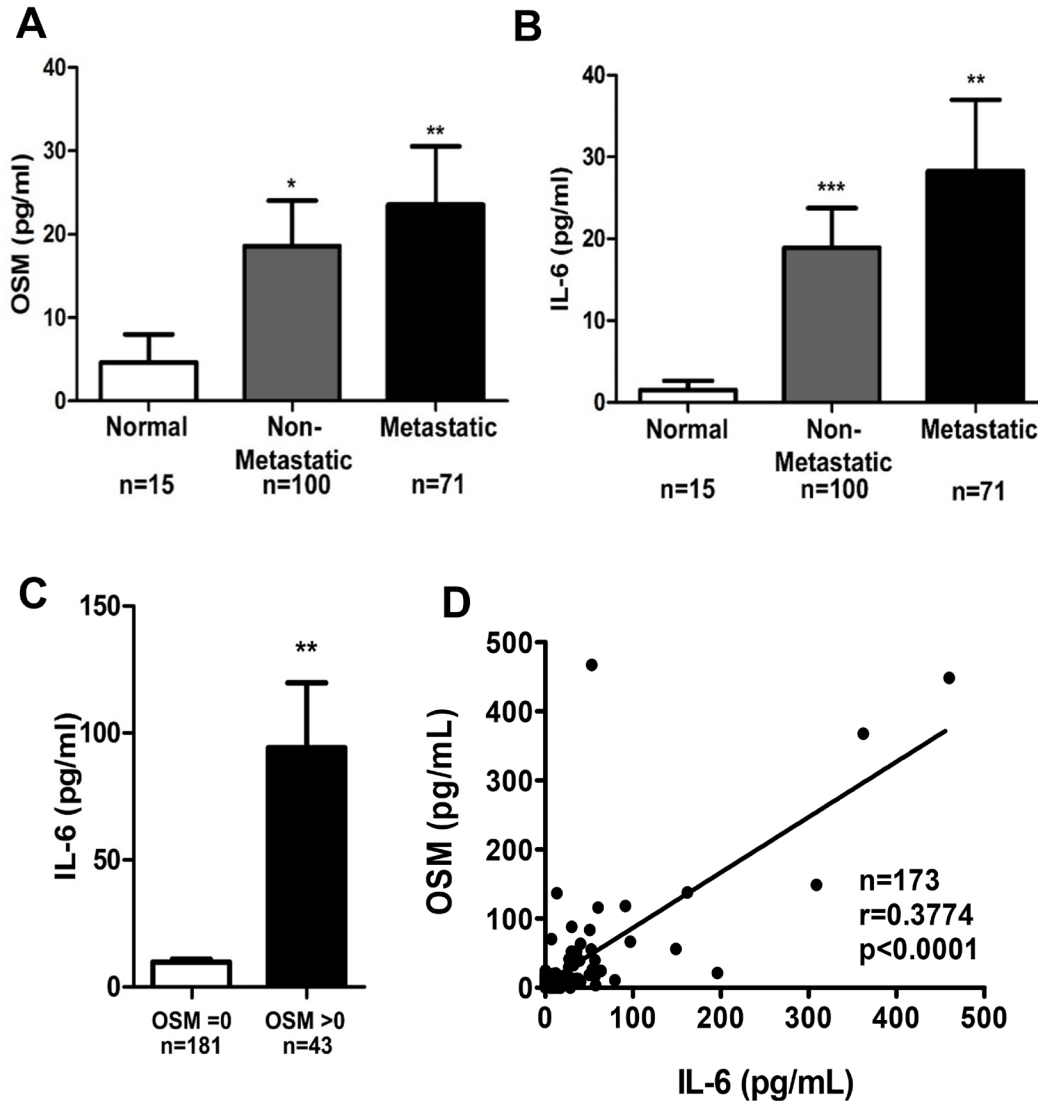 A
OSM (pg/ml)
40
30
20
10
0
*
**
Normal
Non-
Metastatic
Metastatic
n=15
n=100
n=71
B
IL-6 (pg/ml)
40
30
20
10
0
***
**
Normal
Non-
Metastatic
Metastatic
n=15
n=100
n=71
C
IL-6 (pg/ml)
150
100
50
0
**
OSM =0
n=181
OSM >0
n=43
D
OSM (pg/mL)
500
400
300
200
100
0
n=173
r=0.3774
p<0.0001
0 100 200 300 400 500
IL-6 (pg/mL)